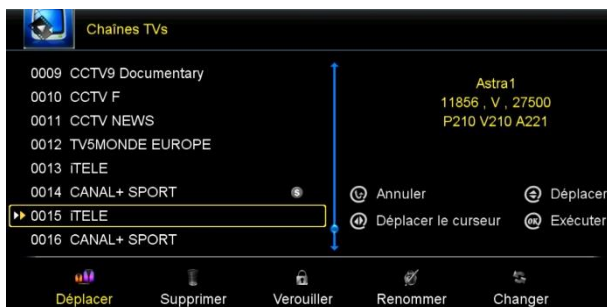 Chaînes TVs
0009 CCTV9 Documentary
0010 CCTV F
0011 CCTV NEWS
0012 TV5MONDE EUROPE
0013 iTELE
0014 CANAL+ SPORT S
0015 iTELE
0016 CANAL+ SPORT
Astra1
11856 , V , 27500
P210 V210 A221
Annuler
Déplacer
Déplacer le curseur
OK Exécuter
Déplacer
Supprimer
Verouiller
Renommer
Changer